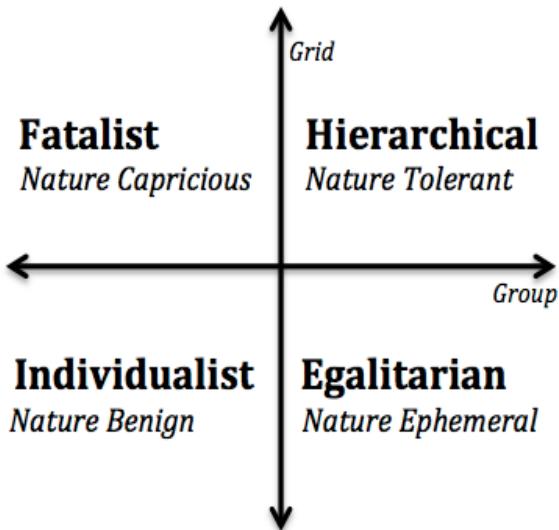 Grid
Fatalist
Nature Capricious
Hierarchical
Nature Tolerant
Group
Individualist
Nature Benign
Egalitarian
Nature Ephemeral